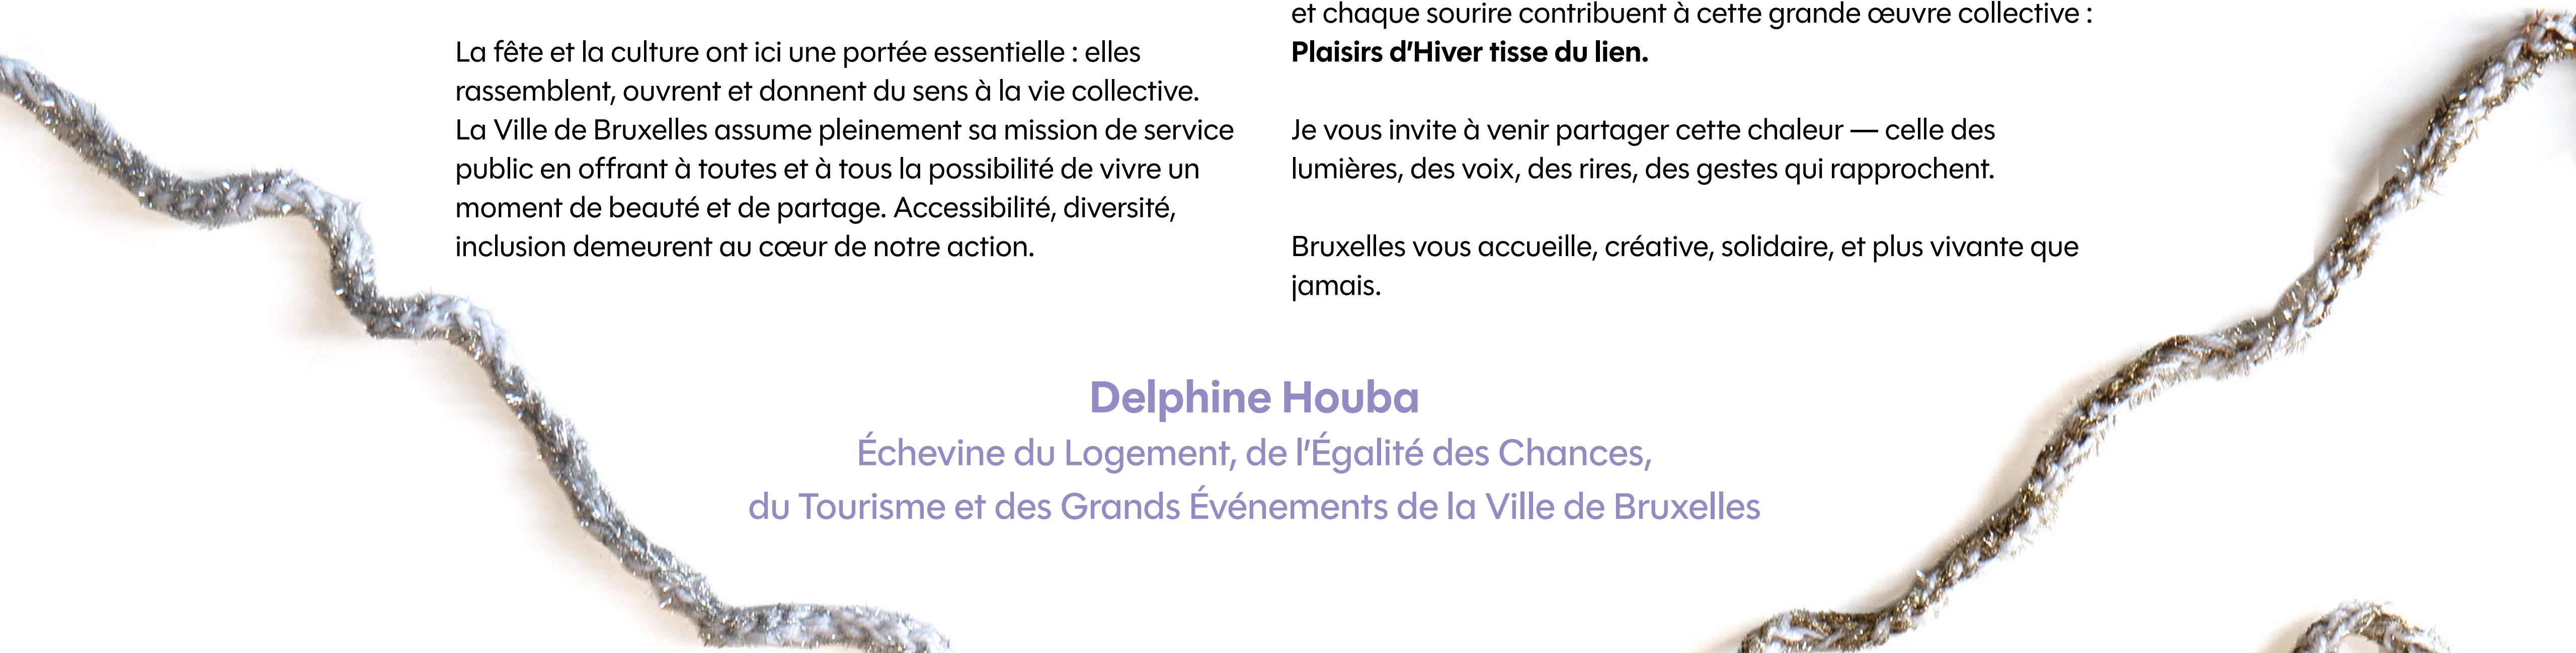 La fête et la culture ont ici une portée essentielle : elles
rassemblent, ouvrent et donnent du sens à la vie collective.
La Ville de Bruxelles assume pleinement sa mission de service
public en offrant à toutes et à tous la possibilité de vivre un
moment de beauté et de partage. Accessibilité, diversité,
inclusion demeurent au cœur de notre action.
et chaque sourire contribuent à cette grande œuvre collective :
Plaisirs d'Hiver tisse du lien.
Je vous invite à venir partager cette chaleur — celle des
lumières, des voix, des rires, des gestes qui rapprochent.
Bruxelles vous accueille, créative, solidaire, et plus vivante que
jamais.
Delphine Houba
Échevine du Logement, de l'Égalité des Chances,
du Tourisme et des Grands Événements de la Ville de Bruxelles